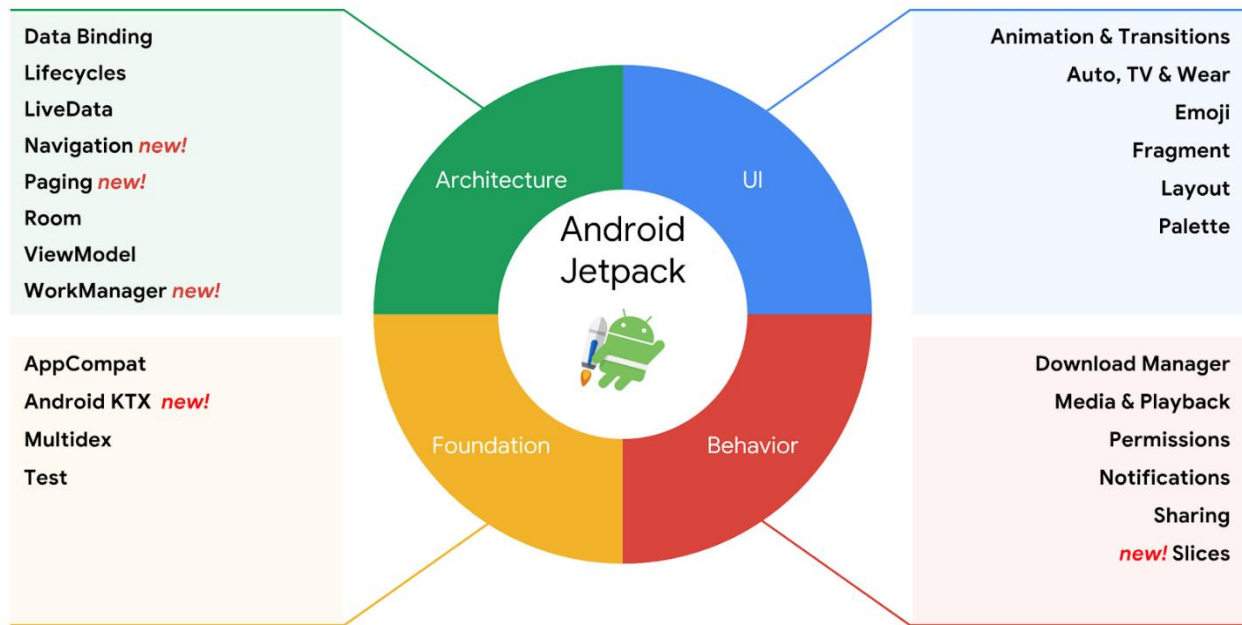 Data Binding
Lifecycles
LiveData
Navigation new!
Paging new!
Room
ViewModel
WorkManager new!
AppCompat
Android KTX new!
Multidex
Test
Architecture
UI
Android
Jetpack
Foundation
Behavior
Animation & Transitions
Auto, TV & Wear
Emoji
Fragment
Layout
Palette
Download Manager
Media & Playback
Permissions
Notifications
Sharing
new! Slices